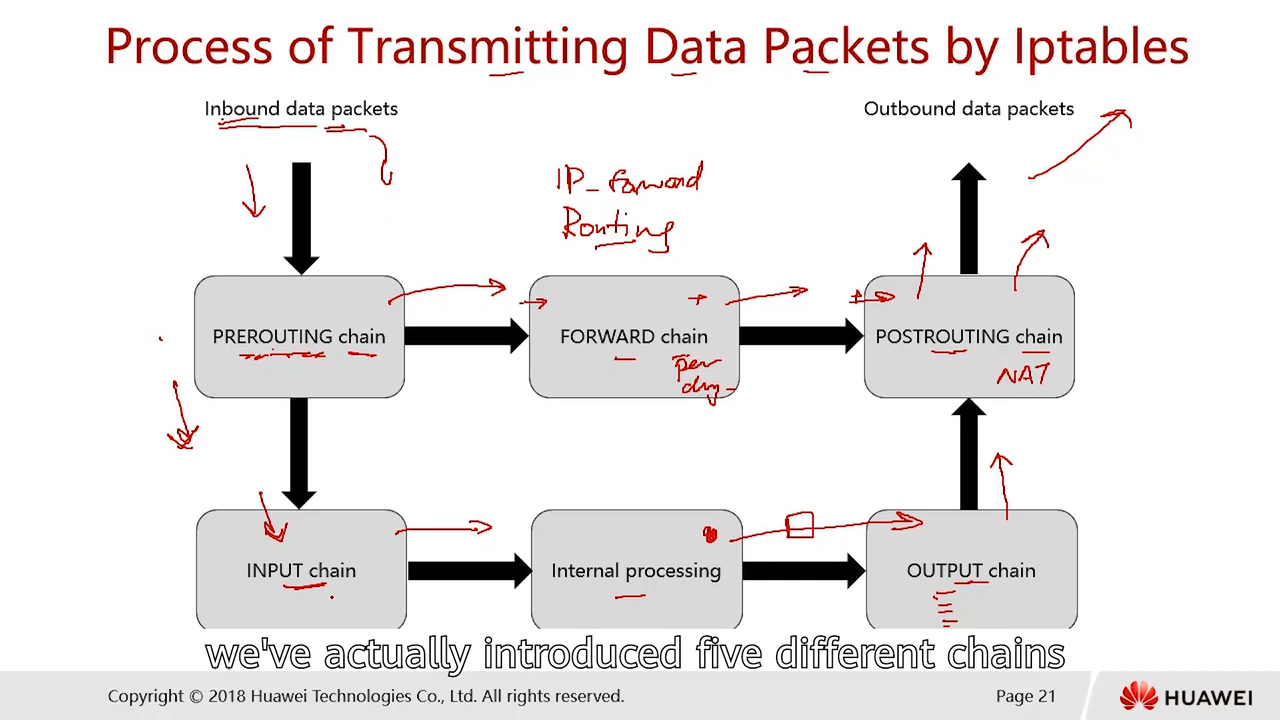 Process of Transmitting Data Packets by Iptables
Inbound data packets
Outbound data packets
IP_forward
Routing
PREROUTING chain
FORWARD chain
POSTROUTING chain
NAT
INPUT chain
Internal processing
OUTPUT chain
we've actually introduced five different chains
Copyright © 2018 Huawei Technologies Co., Ltd. All rights reserved.
Page 21
HUAWEI